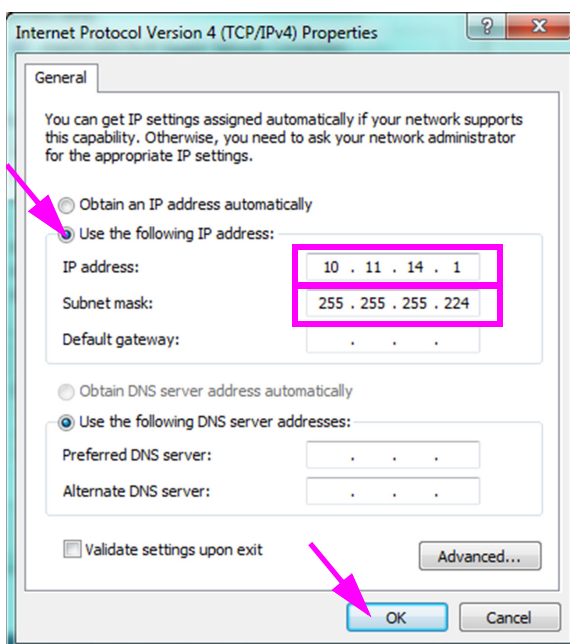 Internet Protocol Version 4 (TCP/IPv4) Properties
?
General
You can get IP settings assigned automatically if your network supports
this capability. Otherwise, you need to ask your network administrator
for the appropriate IP settings.
Obtain an IP address automatically
Use the following IP address:
IP address: 10 . 11 . 14 . 1
Subnet mask: 255 . 255 . 255 . 224
Default gateway: . . .
Obtain DNS server address automatically
Use the following DNS server addresses:
Preferred DNS server: . . .
Alternate DNS server: . . .
Validate settings upon exit
Advanced...
OK Cancel